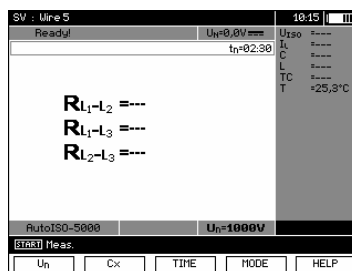 SV : Wire 5 10:15
Ready! UN=0,0V
tn=02:30
RL1-L2 =---
RL1-L3 =---
RL2-L3 =---
UISO =---
IL =---
C =---
L =---
TC =---
T =25,3°C
AutoISO-5000 Un=1000V
START Meas.
Un Cx TIME MODE HELP